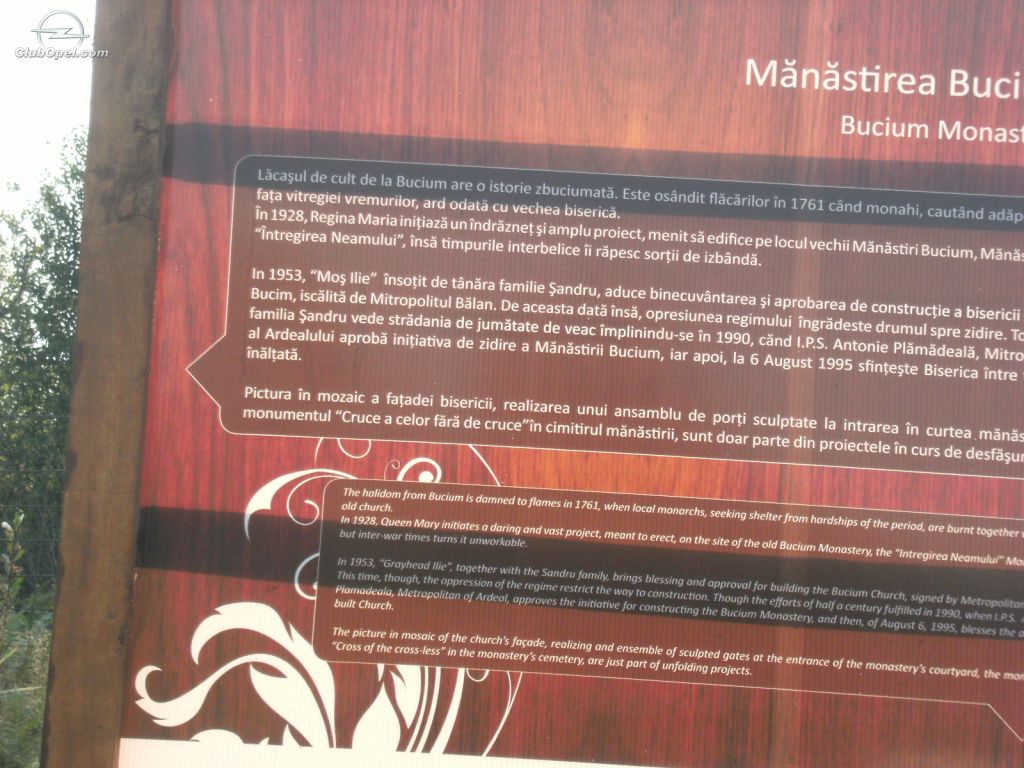 ClubOpel.com
Mănăstirea Buci
Bucium Monast
Lăcaşul de cult de la Bucium are o istorie zbuciumată. Este osândit flăcărilor în 1761 când monahi, cautând adăp
faţa vitregiei vremurilor, ard odată cu vechea biserică.
În 1928, Regina Maria iniţiază un îndrăzneţ şi amplu proiect, menit să edifice pe locul vechii Mănăstiri Bucium, Mănăs
"Întregirea Neamului", însă timpurile interbelice îi răpesc sorţii de izbândă.
In 1953, "Moş Ilie" însoţit de tânăra familie Şandru, aduce binecuvântarea şi aprobarea de construcţie a bisericii
Bucim, iscălită de Mitropolitul Bălan. De aceasta dată însă, opresiunea regimului îngrădeste drumul spre zidire. To
familia Şandru vede strădania de jumătate de veac împlinindu-se în 1990, cănd I.P.S. Antonie Plămădeală, Mitro
al Ardealului aprobă iniţiativa de zidire a Mănăstirii Bucium, iar apoi, la 6 August 1995 sfinţeşte Biserica între
înălţată.
Pictura în mozaic a faţadei bisericii, realizarea unui ansamblu de porţi sculptate la intrarea în curtea mănăs
monumentul "Cruce a celor fără de cruce"în cimitirul mănăstirii, sunt doar parte din proiectele în curs de desfăşur
The halidom from Bucium is damned to flames in 1761, when local monarchs, seeking shelter from hardships of the period, are burnt together
old church.
In 1928, Queen Mary initiates a daring and vast project, meant to erect, on the site of the old Bucium Monastery, the "Intregirea Neamului" Mo
but inter-war times turns it unworkable.
In 1953, "Grayhead Ilie", together with the Sandru family, brings blessing and approval for building the Bucium Church, signed by Metropolitan
This time, though, the oppression of the regime restrict the way to construction. Though the efforts of half a century fulfilled in 1990, when I.P.S.
Plamadeala, Metropolitan of Ardeal, approves the initiative for constructing the Bucium Monastery, and then, of August 6, 1995, blesses the
built Church.
The picture in mosaic of the church's façade, realizing and ensemble of sculpted gates at the entrance of the monastery's courtyard, the mon
"Cross of the cross-less" in the monastery's cemetery, are just part of unfolding projects.